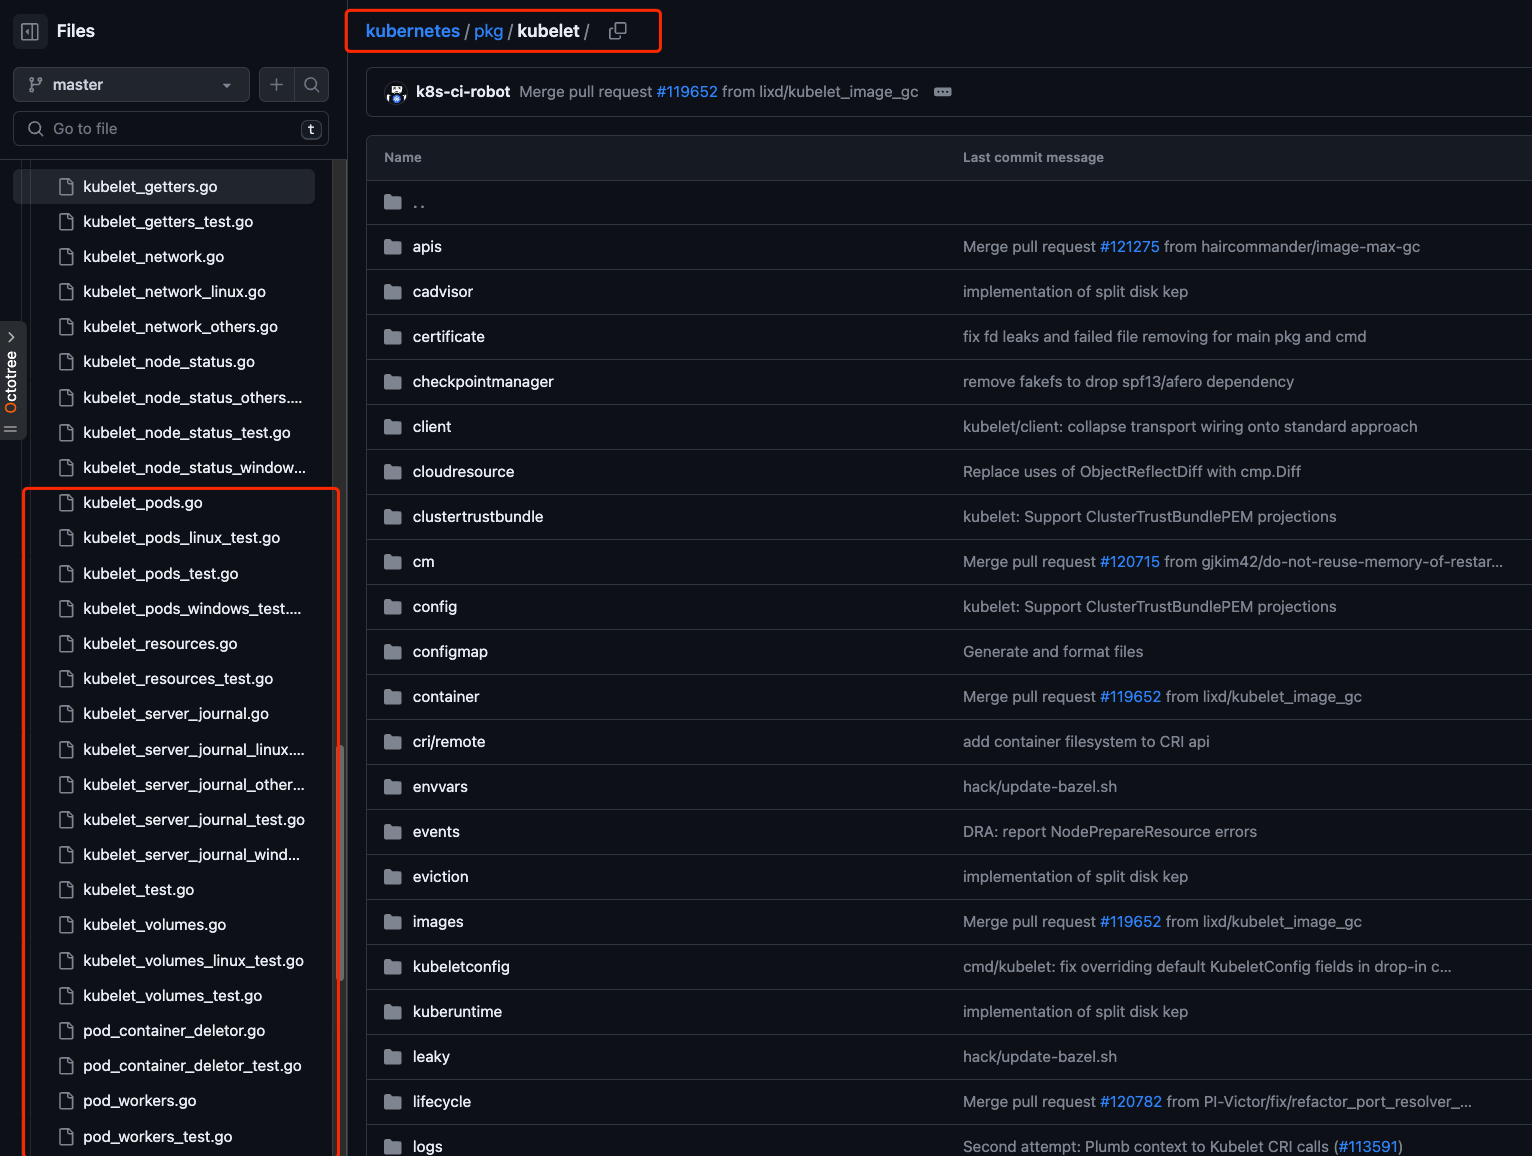 Files
master
Go to file
t
kubelet_getters.go
kubelet_getters_test.go
kubelet_network.go
kubelet_network_linux.go
kubelet_network_others.go
kubelet_node_status.go
kubelet_node_status_others....
kubelet_node_status_test.go
kubelet_node_status_window...
kubelet_pods.go
kubelet_pods_linux_test.go
kubelet_pods_test.go
kubelet_pods_windows_test....
kubelet_resources.go
kubelet_resources_test.go
kubelet_server_journal.go
kubelet_server_journal_linux....
kubelet_server_journal_other...
kubelet_server_journal_test.go
kubelet_server_journal_wind...
kubelet_test.go
kubelet_volumes.go
kubelet_volumes_linux_test.go
kubelet_volumes_test.go
pod_container_deletor.go
pod_container_deletor_test.go
pod_workers.go
pod_workers_test.go
Octotree
kubernetes / pkg / kubelet /
k8s-ci-robot Merge pull request #119652 from lixd/kubelet_image_gc
Name Last commit message
..
apis Merge pull request #121275 from haircommander/image-max-gc
cadvisor implementation of split disk kep
certificate fix fd leaks and failed file removing for main pkg and cmd
checkpointmanager remove fakefs to drop spf13/afero dependency
client kubelet/client: collapse transport wiring onto standard approach
cloudresource Replace uses of ObjectReflectDiff with cmp.Diff
clustertrustbundle kubelet: Support ClusterTrustBundlePEM projections
cm Merge pull request #120715 from gjkim42/do-not-reuse-memory-of-restar...
config kubelet: Support ClusterTrustBundlePEM projections
configmap Generate and format files
container Merge pull request #119652 from lixd/kubelet_image_gc
cri/remote add container filesystem to CRI api
envvars hack/update-bazel.sh
events DRA: report NodePrepareResource errors
eviction implementation of split disk kep
images Merge pull request #119652 from lixd/kubelet_image_gc
kubeletconfig cmd/kubelet: fix overriding default KubeletConfig fields in drop-in c...
kuberuntime implementation of split disk kep
leaky hack/update-bazel.sh
lifecycle Merge pull request #120782 from PI-Victor/fix/refactor_port_resolver_...
logs Second attempt: Plumb context to Kubelet CRI calls (#113591)